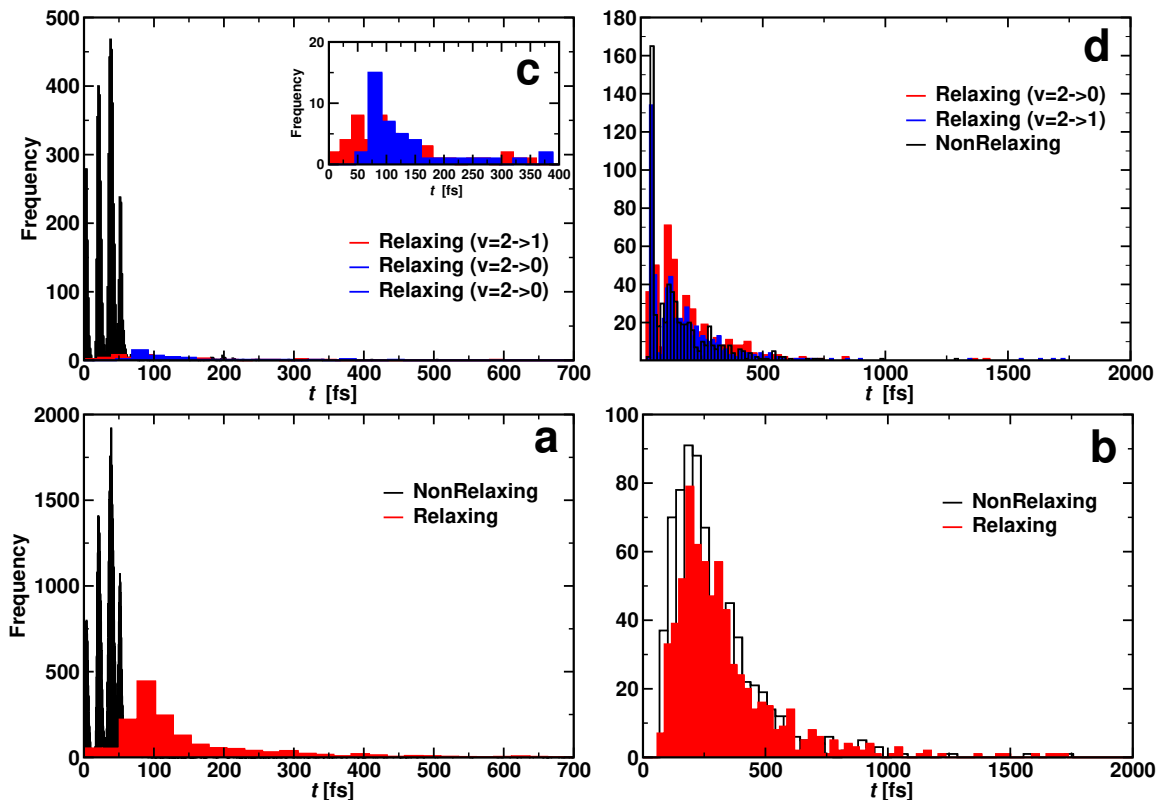 500
400
300
200
100
0
Frequency
0 100 200 300 400 500 600 700
t [fs]
c
20
10
0
Frequency
0 50 100 150 200 250 300 350 400
t [fs]
Relaxing (v=2->1)
Relaxing (v=2->0)
Relaxing (v=2->0)
d
180
160
140
120
100
80
60
40
20
0 500 1000 1500 2000
t [fs]
Relaxing (v=2->0)
Relaxing (v=2->1)
NonRelaxing
a
2000
1500
1000
500
0
Frequency
0 100 200 300 400 500 600 700
t [fs]
NonRelaxing
Relaxing
b
100
80
60
40
20
0
0 500 1000 1500 2000
t [fs]
NonRelaxing
Relaxing